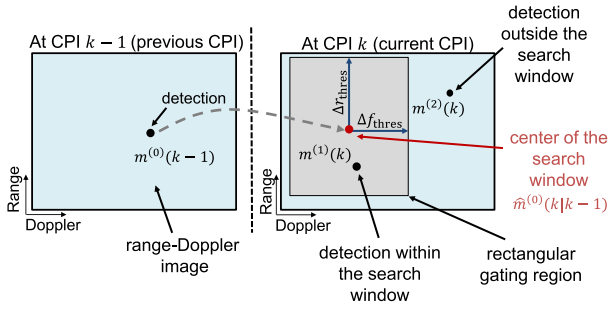 At CPI k − 1 (previous CPI)
detection
m⁽⁰⁾(k−1)
Range
Doppler
range-Doppler
image
At CPI k (current CPI)
Δr_thres
Δf_thres
m⁽²⁾(k)
m⁽¹⁾(k)
Range
Doppler
detection
outside the
search
window
center of the
search
window
m̂⁽⁰⁾(k|k−1)
detection within
the search
window
rectangular
gating region